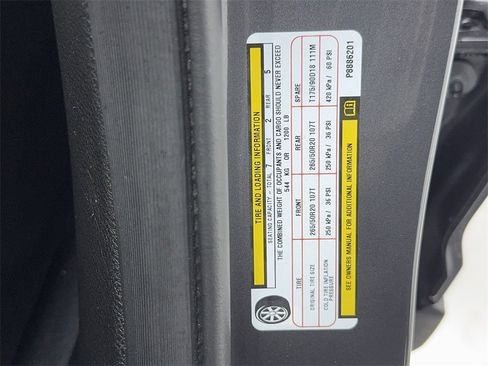 TIRE AND LOADING INFORMATION
SEATING CAPACITY - TOTAL 7 FRONT 2 REAR 5
THE COMBINED WEIGHT OF OCCUPANTS AND CARGO SHOULD NEVER EXCEED
544 KG OR 1200 LB
TIRE FRONT REAR SPARE
ORIGINAL TIRE SIZE 265/50R20 107T 265/50R20 107T T175/90D18 111M
COLD TIRE INFLATION PRESSURE 250 kPa / 36 PSI 250 kPa / 36 PSI 420 kPa / 60 PSI
SEE OWNERS MANUAL FOR ADDITIONAL INFORMATION
P8886201